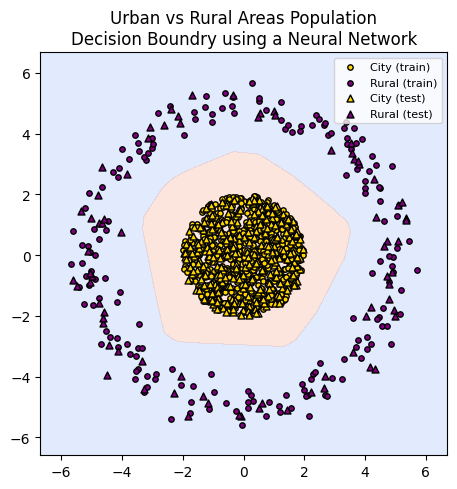 Urban vs Rural Areas Population
Decision Boundry using a Neural Network
City (train)
Rural (train)
City (test)
Rural (test)
6
4
2
0
−2
−4
−6
−6
−4
−2
0
2
4
6